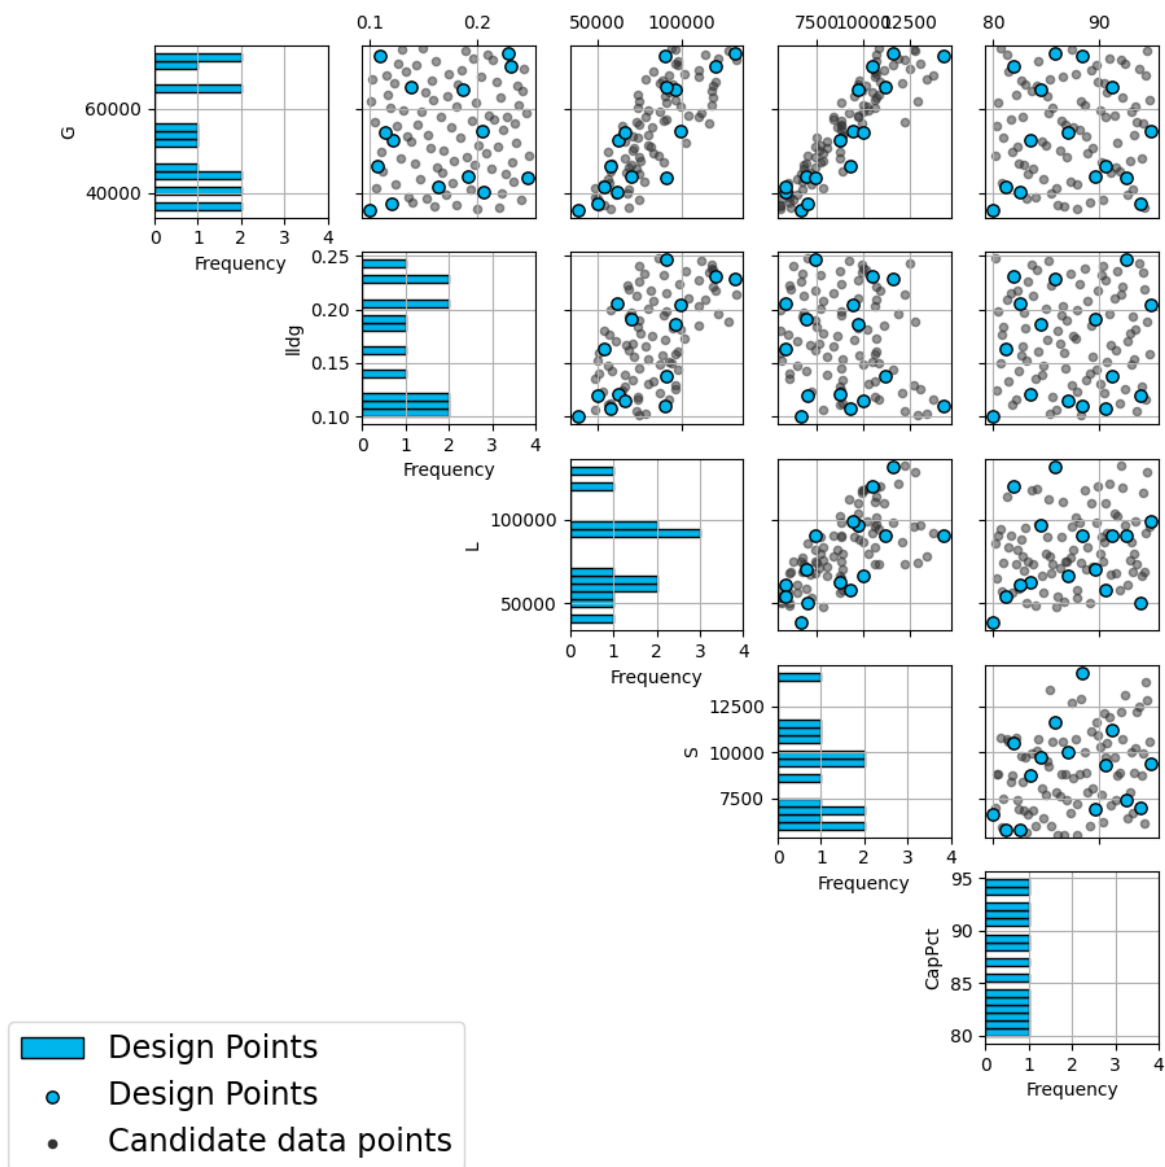 0.1 0.2 50000 100000 7500 10000 12500 80 90
60000
G
40000
0 1 2 3 4
Frequency
0.25
0.20
lldg
0.15
0.10
0 1 2 3 4
Frequency
100000
L
50000
0 1 2 3 4
Frequency
12500
10000
S
7500
0 1 2 3 4
Frequency
95
90
CapPct
85
80
0 1 2 3 4
Frequency
Design Points
Design Points
Candidate data points